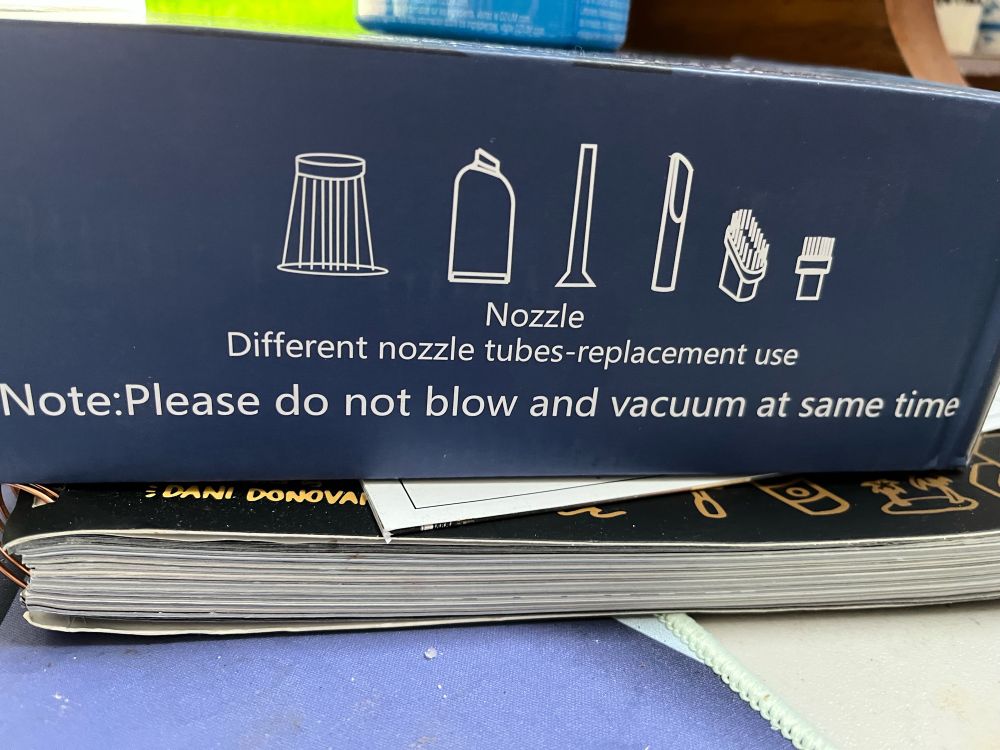 Nozzle
Different nozzle tubes-replacement use
Note:Please do not blow and vacuum at same time
DANI DONOVA